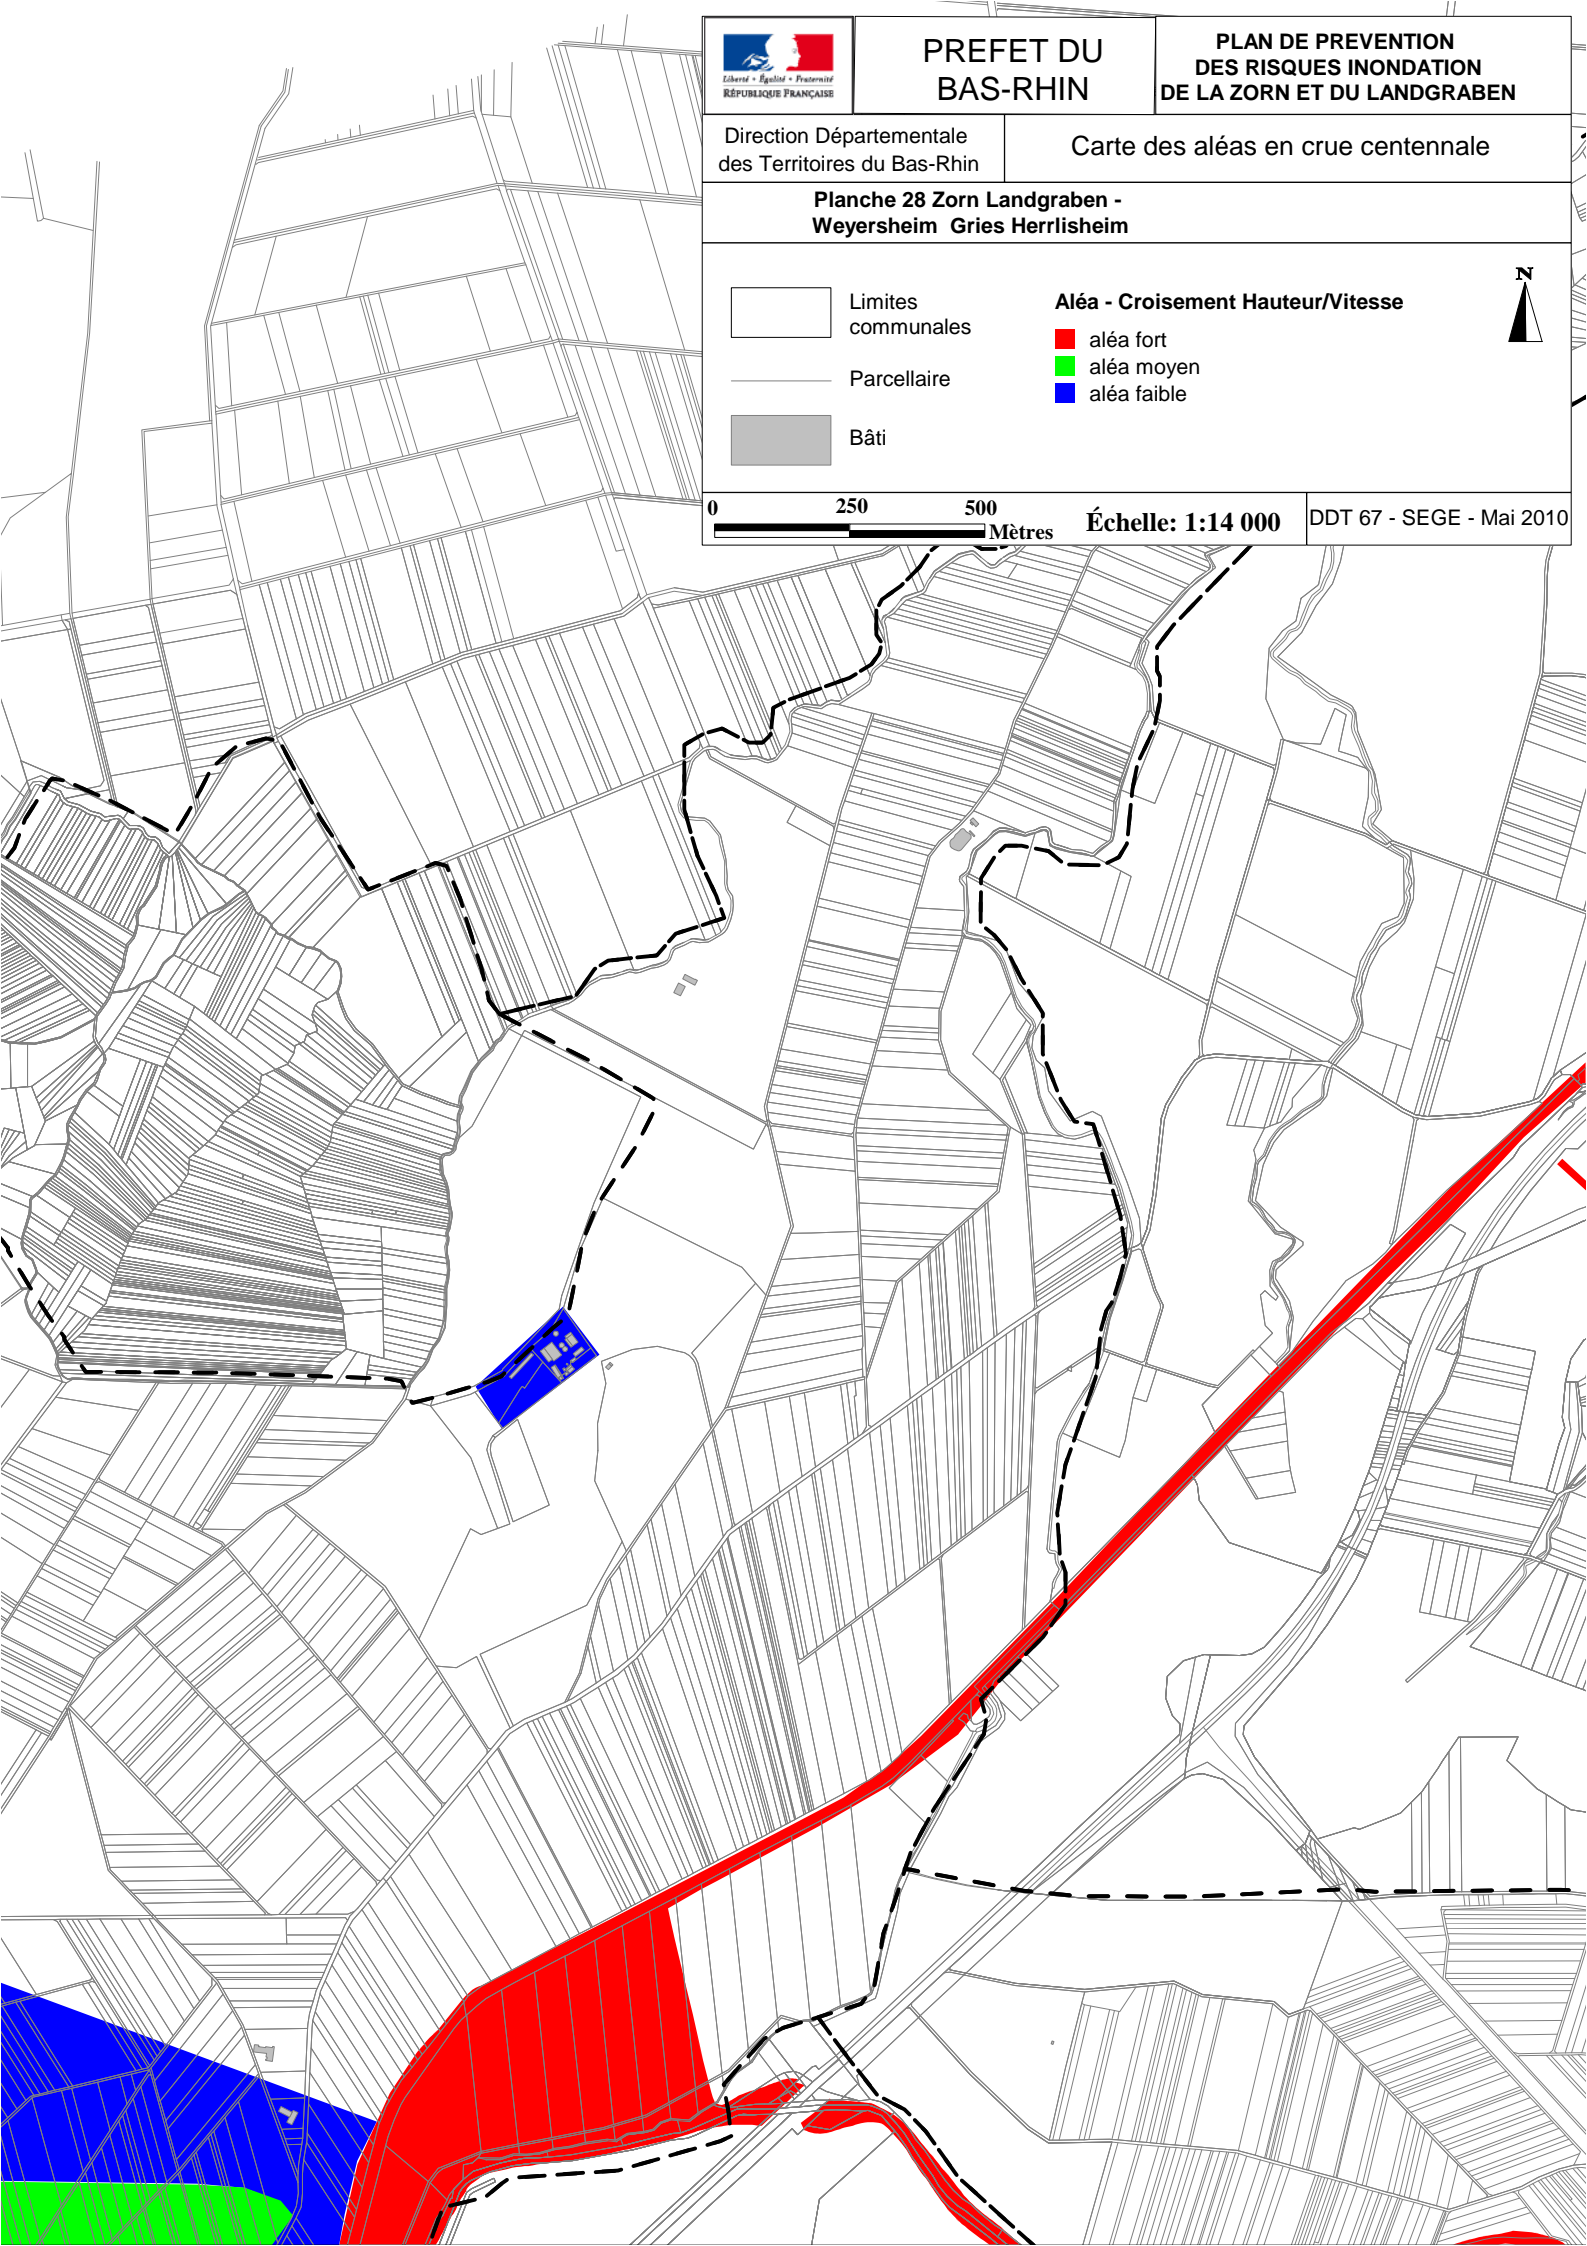 Liberté • Égalité • Fraternité
RÉPUBLIQUE FRANÇAISE
PREFET DU
BAS-RHIN
PLAN DE PREVENTION
DES RISQUES INONDATION
DE LA ZORN ET DU LANDGRABEN
Direction Départementale
des Territoires du Bas-Rhin
Carte des aléas en crue centennale
Planche 28 Zorn Landgraben -
Weyersheim Gries Herrlisheim
Limites
communales
Parcellaire
Bâti
Aléa - Croisement Hauteur/Vitesse
aléa fort
aléa moyen
aléa faible
N
0 250 500
Mètres
Échelle: 1:14 000
DDT 67 - SEGE - Mai 2010